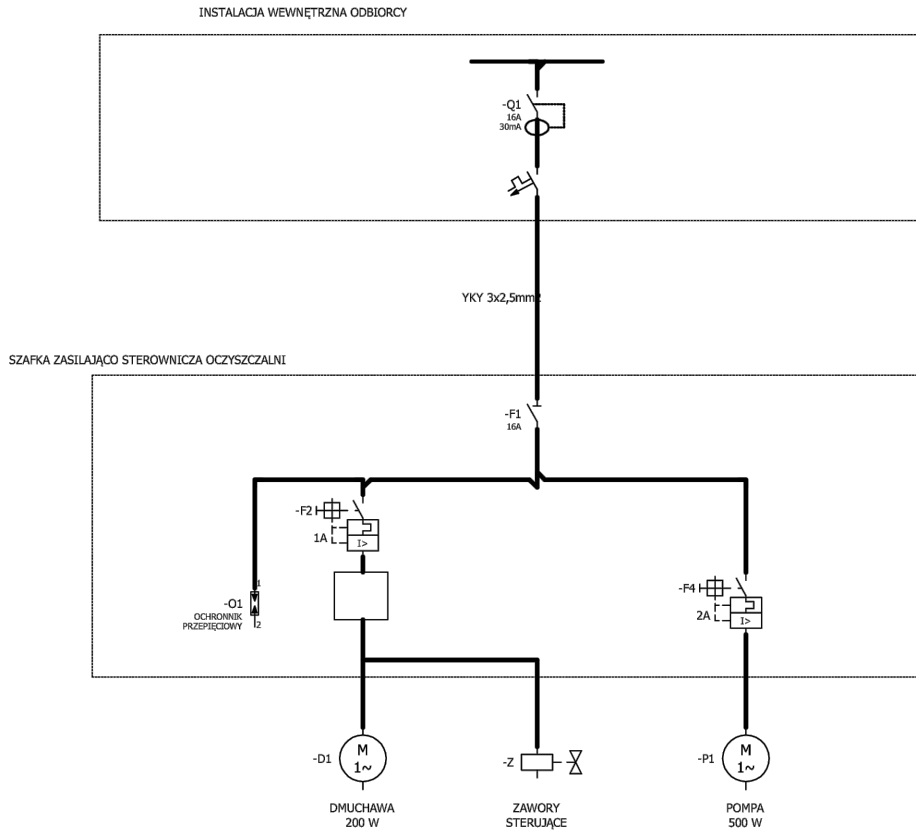 INSTALACJA WEWNĘTRZNA ODBIORCY
-Q1
16A
30mA
YKY 3x2,5mm2
SZAFKA ZASILAJĄCO STEROWNICZA OCZYSZCZALNI
-F1
16A
-F2
1A
I>
-F4
2A
I>
1
-O1
OCHRONNIK
PRZEPIĘCIOWY
2
-D1
M
1~
-Z
-P1
M
1~
DMUCHAWA
200 W
ZAWORY
STERUJĄCE
POMPA
500 W